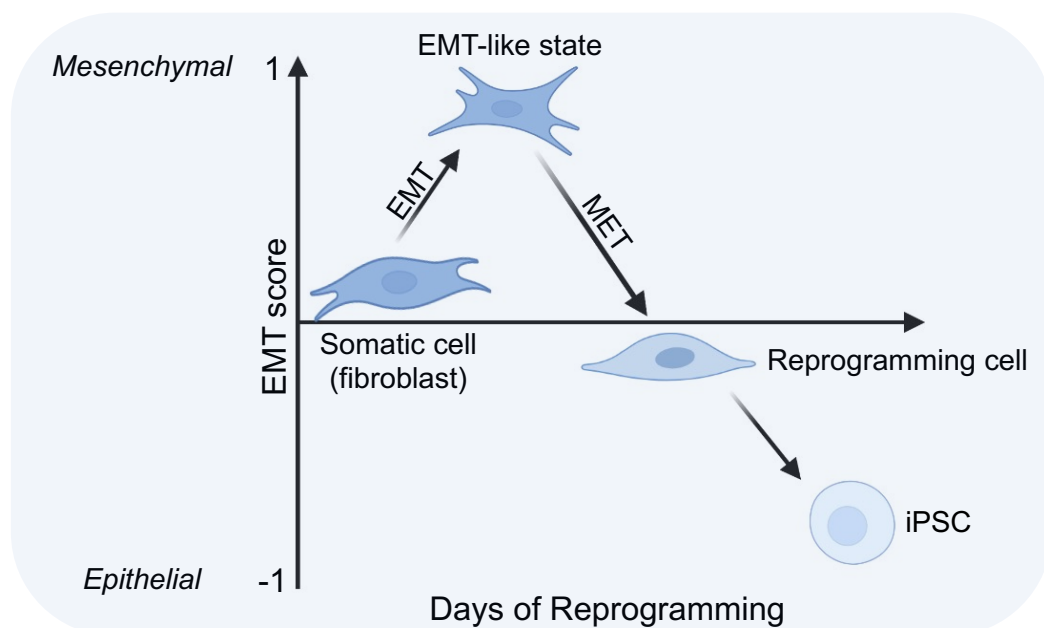 EMT-like state
Mesenchymal
1
EMT
MET
EMT score
Somatic cell
(fibroblast)
Reprogramming cell
iPSC
Epithelial
-1
Days of Reprogramming